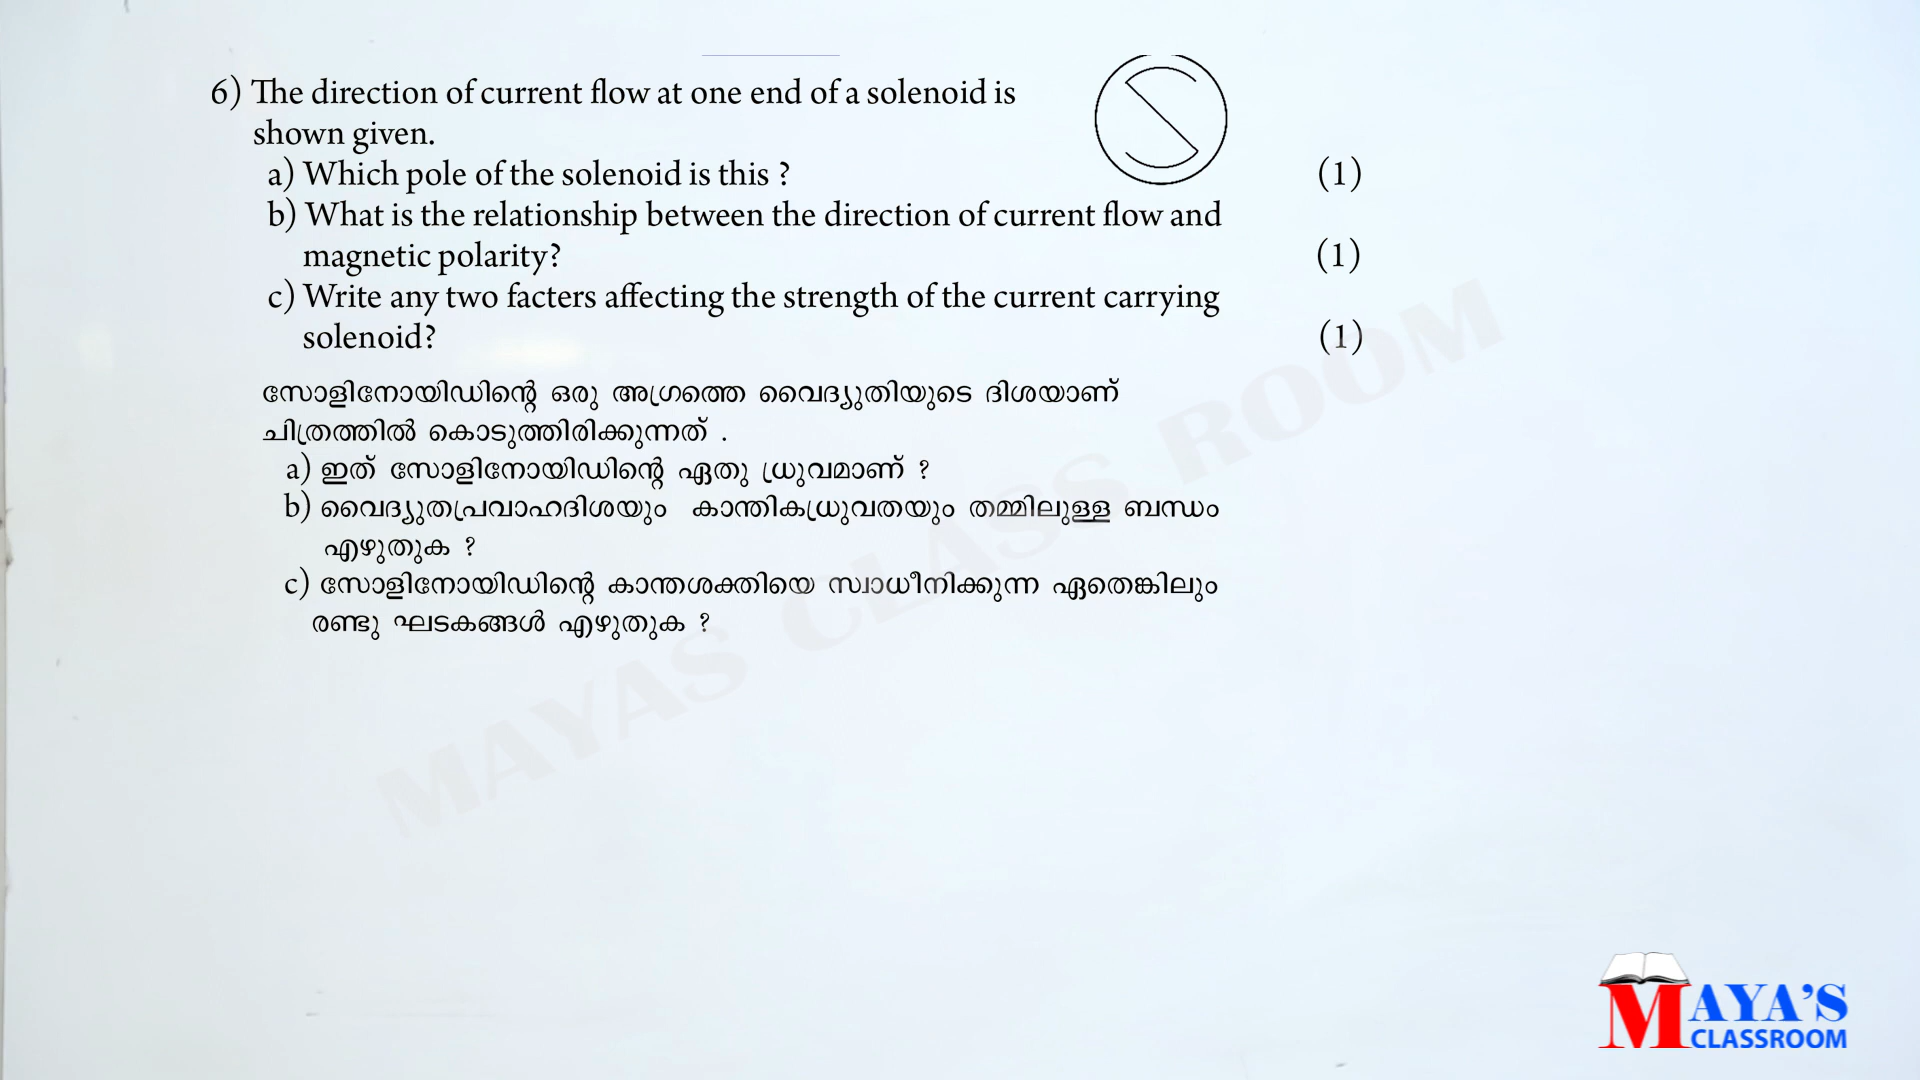 6) The direction of current flow at one end of a solenoid is
shown given.
a) Which pole of the solenoid is this ? (1)
b) What is the relationship between the direction of current flow and
magnetic polarity? (1)
c) Write any two facters affecting the strength of the current carrying
solenoid? (1)
സോളിനോയിഡിന്റെ ഒരു അഗ്രത്തെ വൈദ്യുതിയുടെ ദിശയാണ്
ചിത്രത്തിൽ കൊടുത്തിരിക്കുന്നത് .
a) ഇത് സോളിനോയിഡിന്റെ ഏതു ധ്രുവമാണ് ?
b) വൈദ്യുതപ്രവാഹദിശയും കാന്തികധ്രുവതയും തമ്മിലുള്ള ബന്ധം
എഴുതുക ?
c) സോളിനോയിഡിന്റെ കാന്തശക്തിയെ സ്വാധീനിക്കുന്ന ഏതെങ്കിലും
രണ്ടു ഘടകങ്ങൾ എഴുതുക ?
MAYAS CLASS ROOM
MAYA'S
CLASSROOM